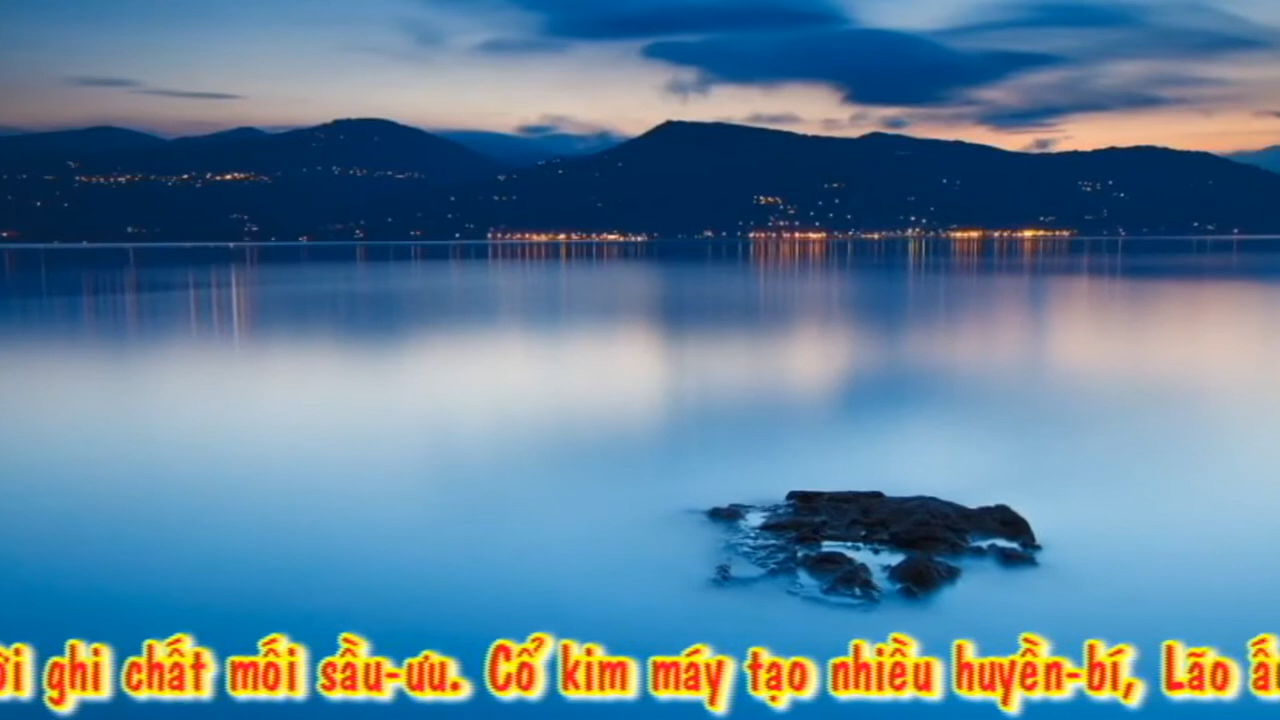 ghi chất mối sầu-ưu. Cổ kim máy tạo nhiều huyền-bí, Lão